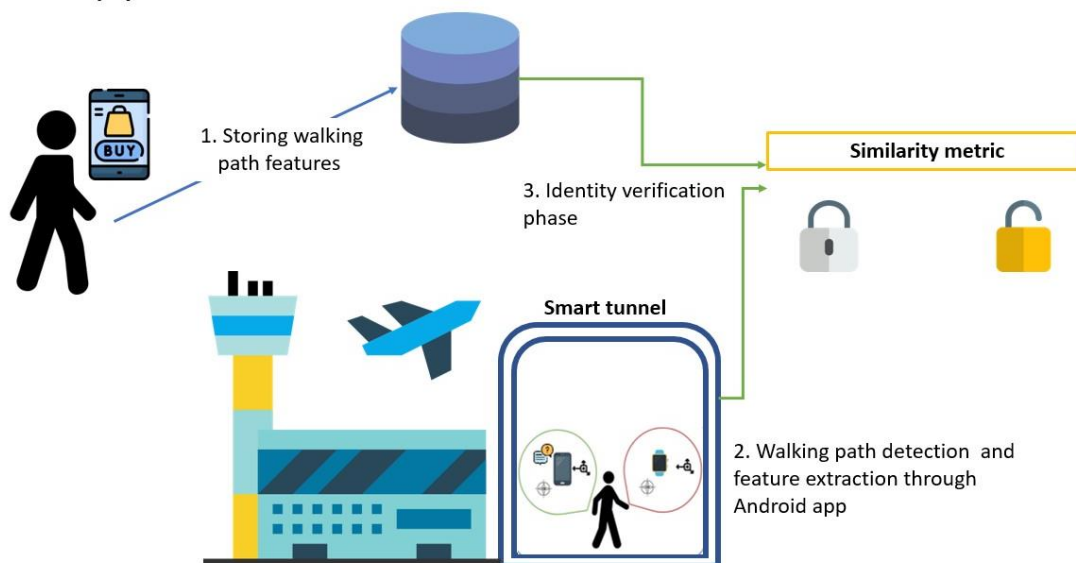 BUY
1. Storing walking
path features
Similarity metric
3. Identity verification
phase
Smart tunnel
?
2. Walking path detection and
feature extraction through
Android app